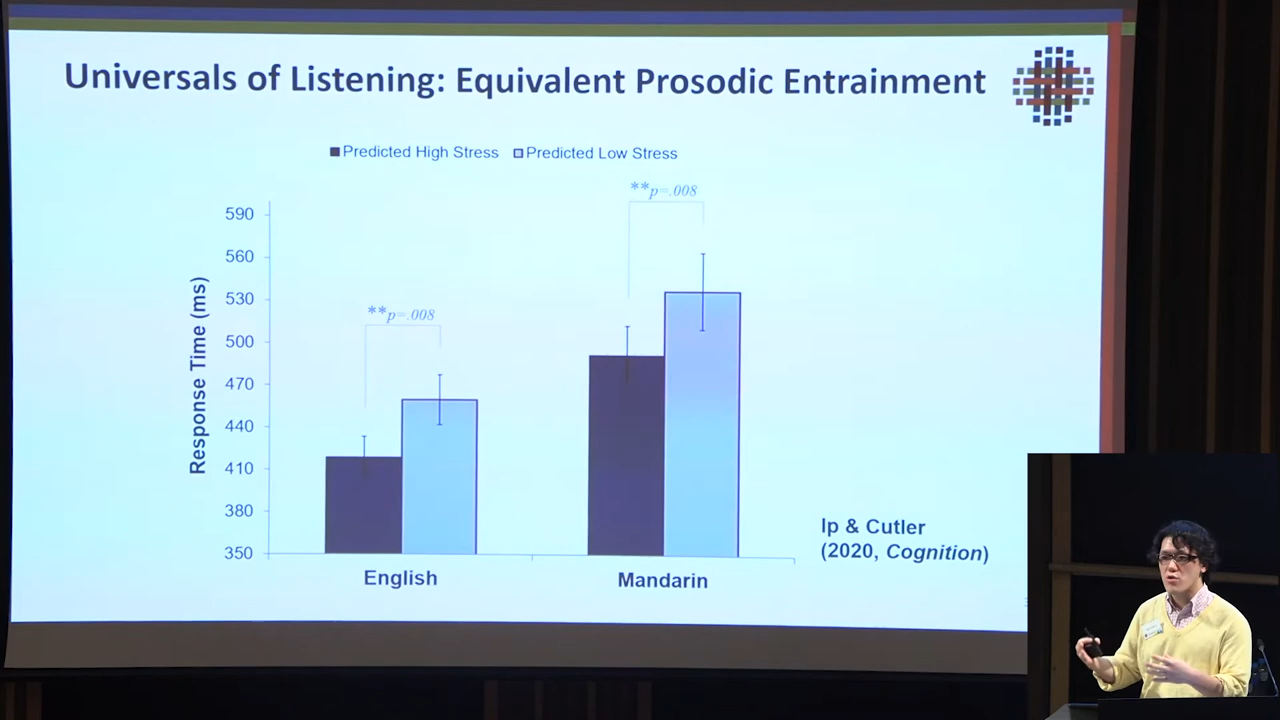 Universals of Listening: Equivalent Prosodic Entrainment
Predicted High Stress Predicted Low Stress
**p=.008
**p=.008
590
560
530
500
470
440
410
380
350
Response Time (ms)
English
Mandarin
Ip & Cutler
(2020, Cognition)